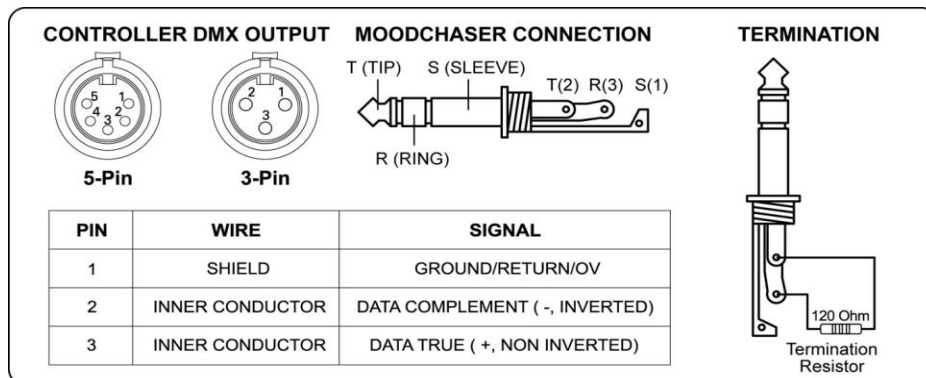 CONTROLLER DMX OUTPUT
MOODCHASER CONNECTION
TERMINATION
5
4
3
2
1
5-Pin
2
1
3
3-Pin
T (TIP)
S (SLEEVE)
R (RING)
T(2) R(3) S(1)
PIN WIRE SIGNAL
1 SHIELD GROUND/RETURN/OV
2 INNER CONDUCTOR DATA COMPLEMENT ( -, INVERTED)
3 INNER CONDUCTOR DATA TRUE ( +, NON INVERTED)
120 Ohm
Termination
Resistor